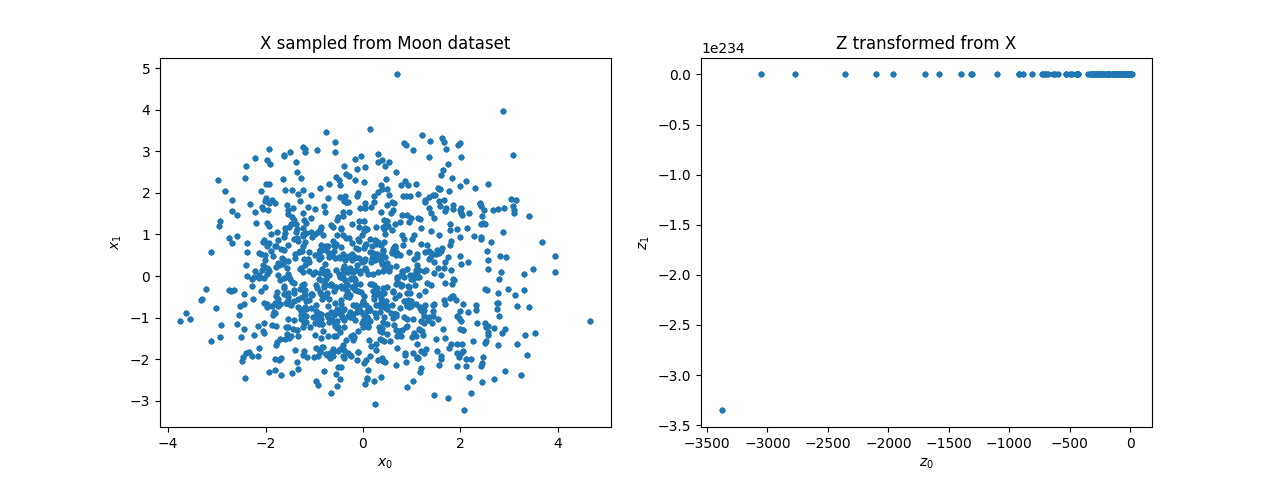 X sampled from Moon dataset
5
4
3
2
1
0
−1
−2
−3
x₁
−4 −2 0 2 4
x₀
Z transformed from X
1e234
0.0
−0.5
−1.0
−1.5
−2.0
−2.5
−3.0
−3.5
z₁
−3500 −3000 −2500 −2000 −1500 −1000 −500 0
z₀